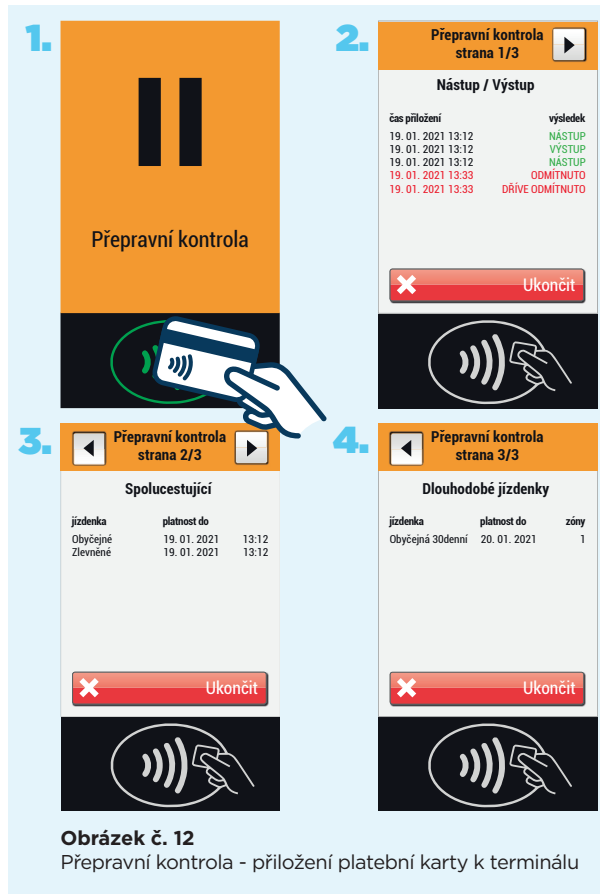 1.
Přepravní kontrola
2.
Přepravní kontrola
strana 1/3
Nástup / Výstup
čas přiložení výsledek
19. 01. 2021 13:12 NÁSTUP
19. 01. 2021 13:12 VÝSTUP
19. 01. 2021 13:12 NÁSTUP
19. 01. 2021 13:33 ODMÍTNUTO
19. 01. 2021 13:33 DŘÍVE ODMÍTNUTO
Ukončit
3.
Přepravní kontrola
strana 2/3
Spolucestující
jízdenka platnost do
Obyčejné 19. 01. 2021 13:12
Zlevněné 19. 01. 2021 13:12
Ukončit
4.
Přepravní kontrola
strana 3/3
Dlouhodobé jízdenky
jízdenka platnost do zóny
Obyčejná 30denní 20. 01. 2021 1
Ukončit
Obrázek č. 12
Přepravní kontrola - přiložení platební karty k terminálu